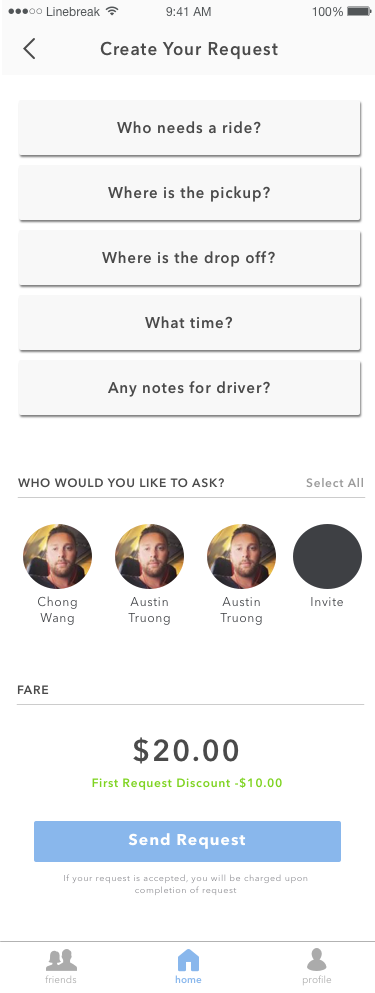 Linebreak 9:41 AM 100%
Create Your Request
Who needs a ride?
Where is the pickup?
Where is the drop off?
What time?
Any notes for driver?
WHO WOULD YOU LIKE TO ASK? Select All
Chong Wang
Austin Truong
Austin Truong
Invite
FARE
$20.00
First Request Discount -$10.00
Send Request
If your request is accepted, you will be charged upon
completion of request
friends home profile